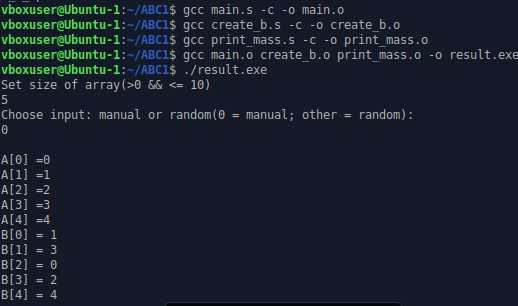 vboxuser@Ubuntu-1:~/ABC1$ gcc main.s -c -o main.o
vboxuser@Ubuntu-1:~/ABC1$ gcc create_b.s -c -o create_b.o
vboxuser@Ubuntu-1:~/ABC1$ gcc print_mass.s -c -o print_mass.o
vboxuser@Ubuntu-1:~/ABC1$ gcc main.o create_b.o print_mass.o -o result.exe
vboxuser@Ubuntu-1:~/ABC1$ ./result.exe
Set size of array(>0 && <= 10)
5
Choose input: manual or random(0 = manual; other = random):
0
A[0] =0
A[1] =1
A[2] =2
A[3] =3
A[4] =4
B[0] = 1
B[1] = 3
B[2] = 0
B[3] = 2
B[4] = 4